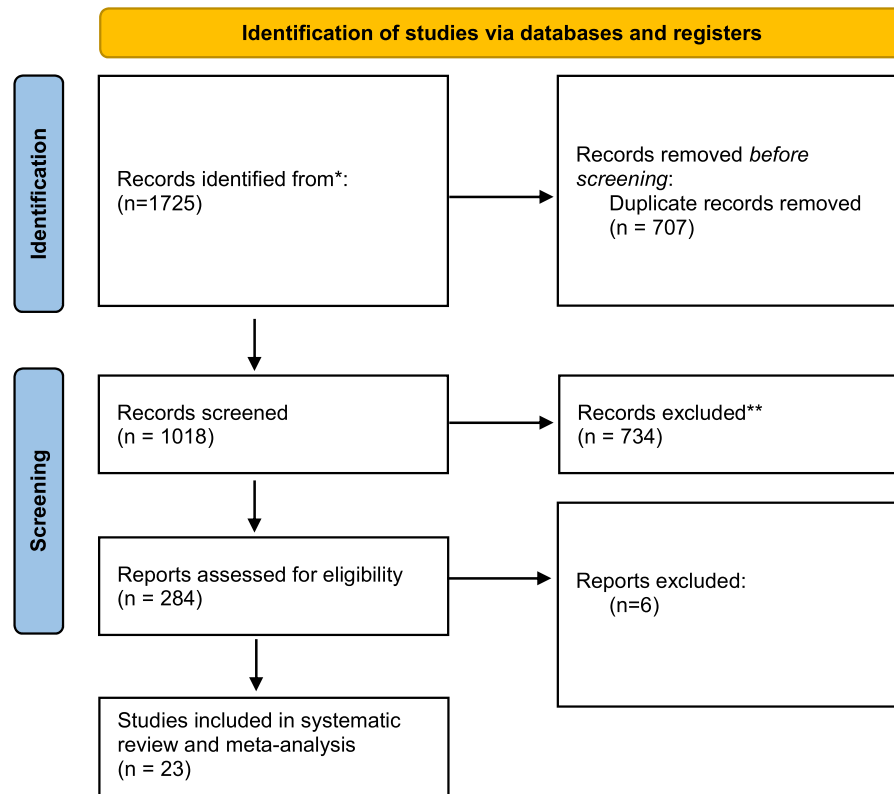 Identification of studies via databases and registers
Identification
Records identified from*:
(n=1725)
Records removed before
screening:
Duplicate records removed
(n = 707)
Screening
Records screened
(n = 1018)
Records excluded**
(n = 734)
Reports assessed for eligibility
(n = 284)
Reports excluded:
(n=6)
Studies included in systematic
review and meta-analysis
(n = 23)